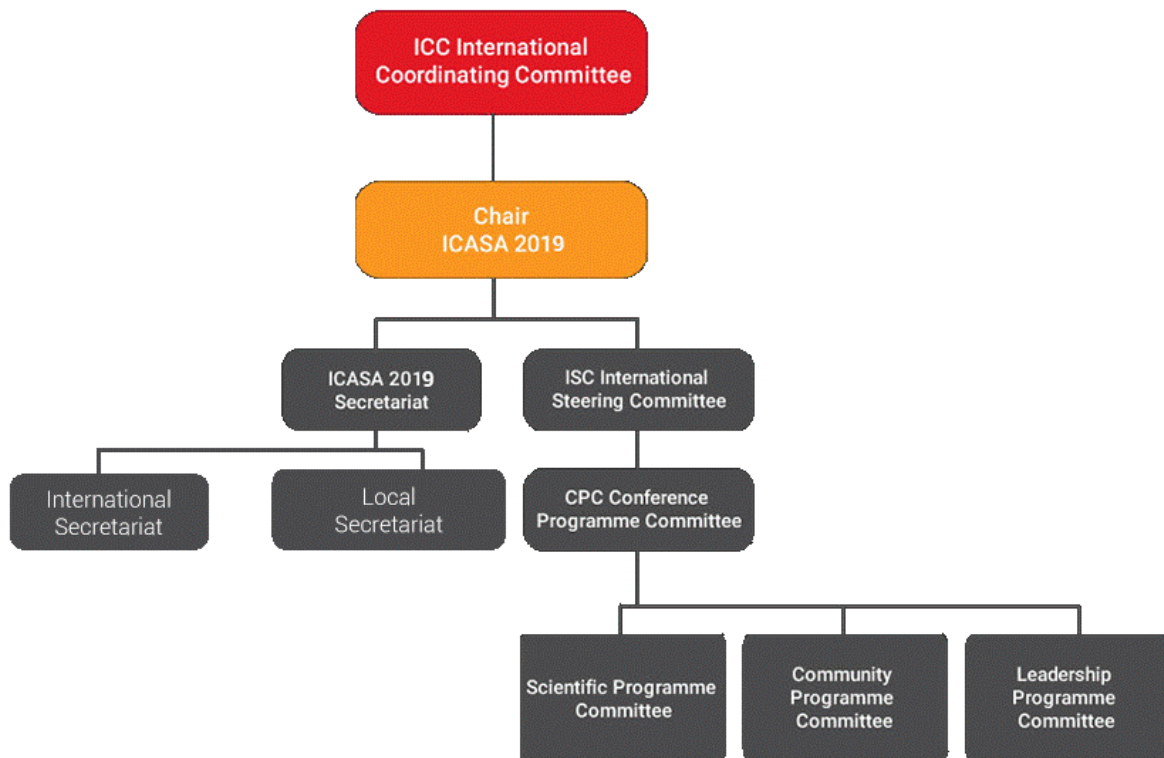 ICC International
Coordinating Committee
Chair
ICASA 2019
ICASA 2019
Secretariat
ISC International
Steering Committee
International
Secretariat
Local
Secretariat
CPC Conference
Programme Committee
Scientific Programme
Committee
Community
Programme
Committee
Leadership
Programme
Committee